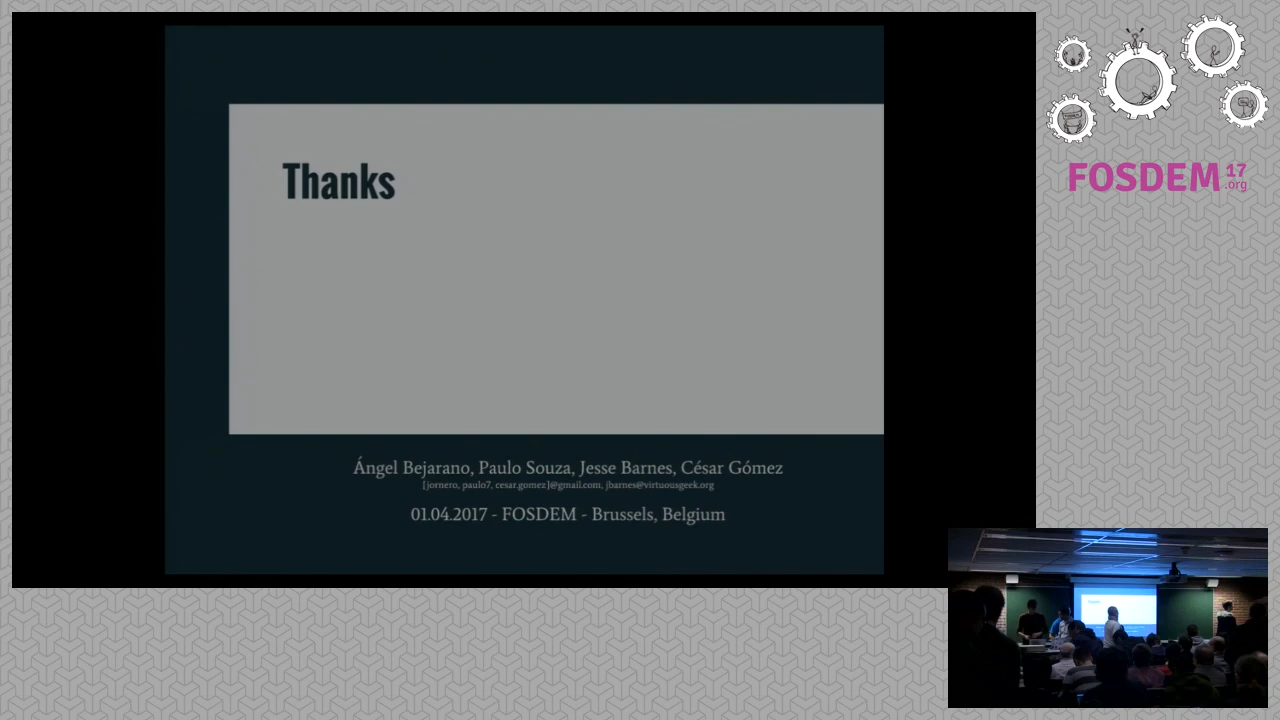 Thanks
Ángel Bejarano, Paulo Souza, Jesse Barnes, César Gómez
[jornero, paulo7, cesar.gomez]@gmail.com, jbarnes@virtuousgeek.org
01.04.2017 - FOSDEM - Brussels, Belgium
FOSDEM 17
.org